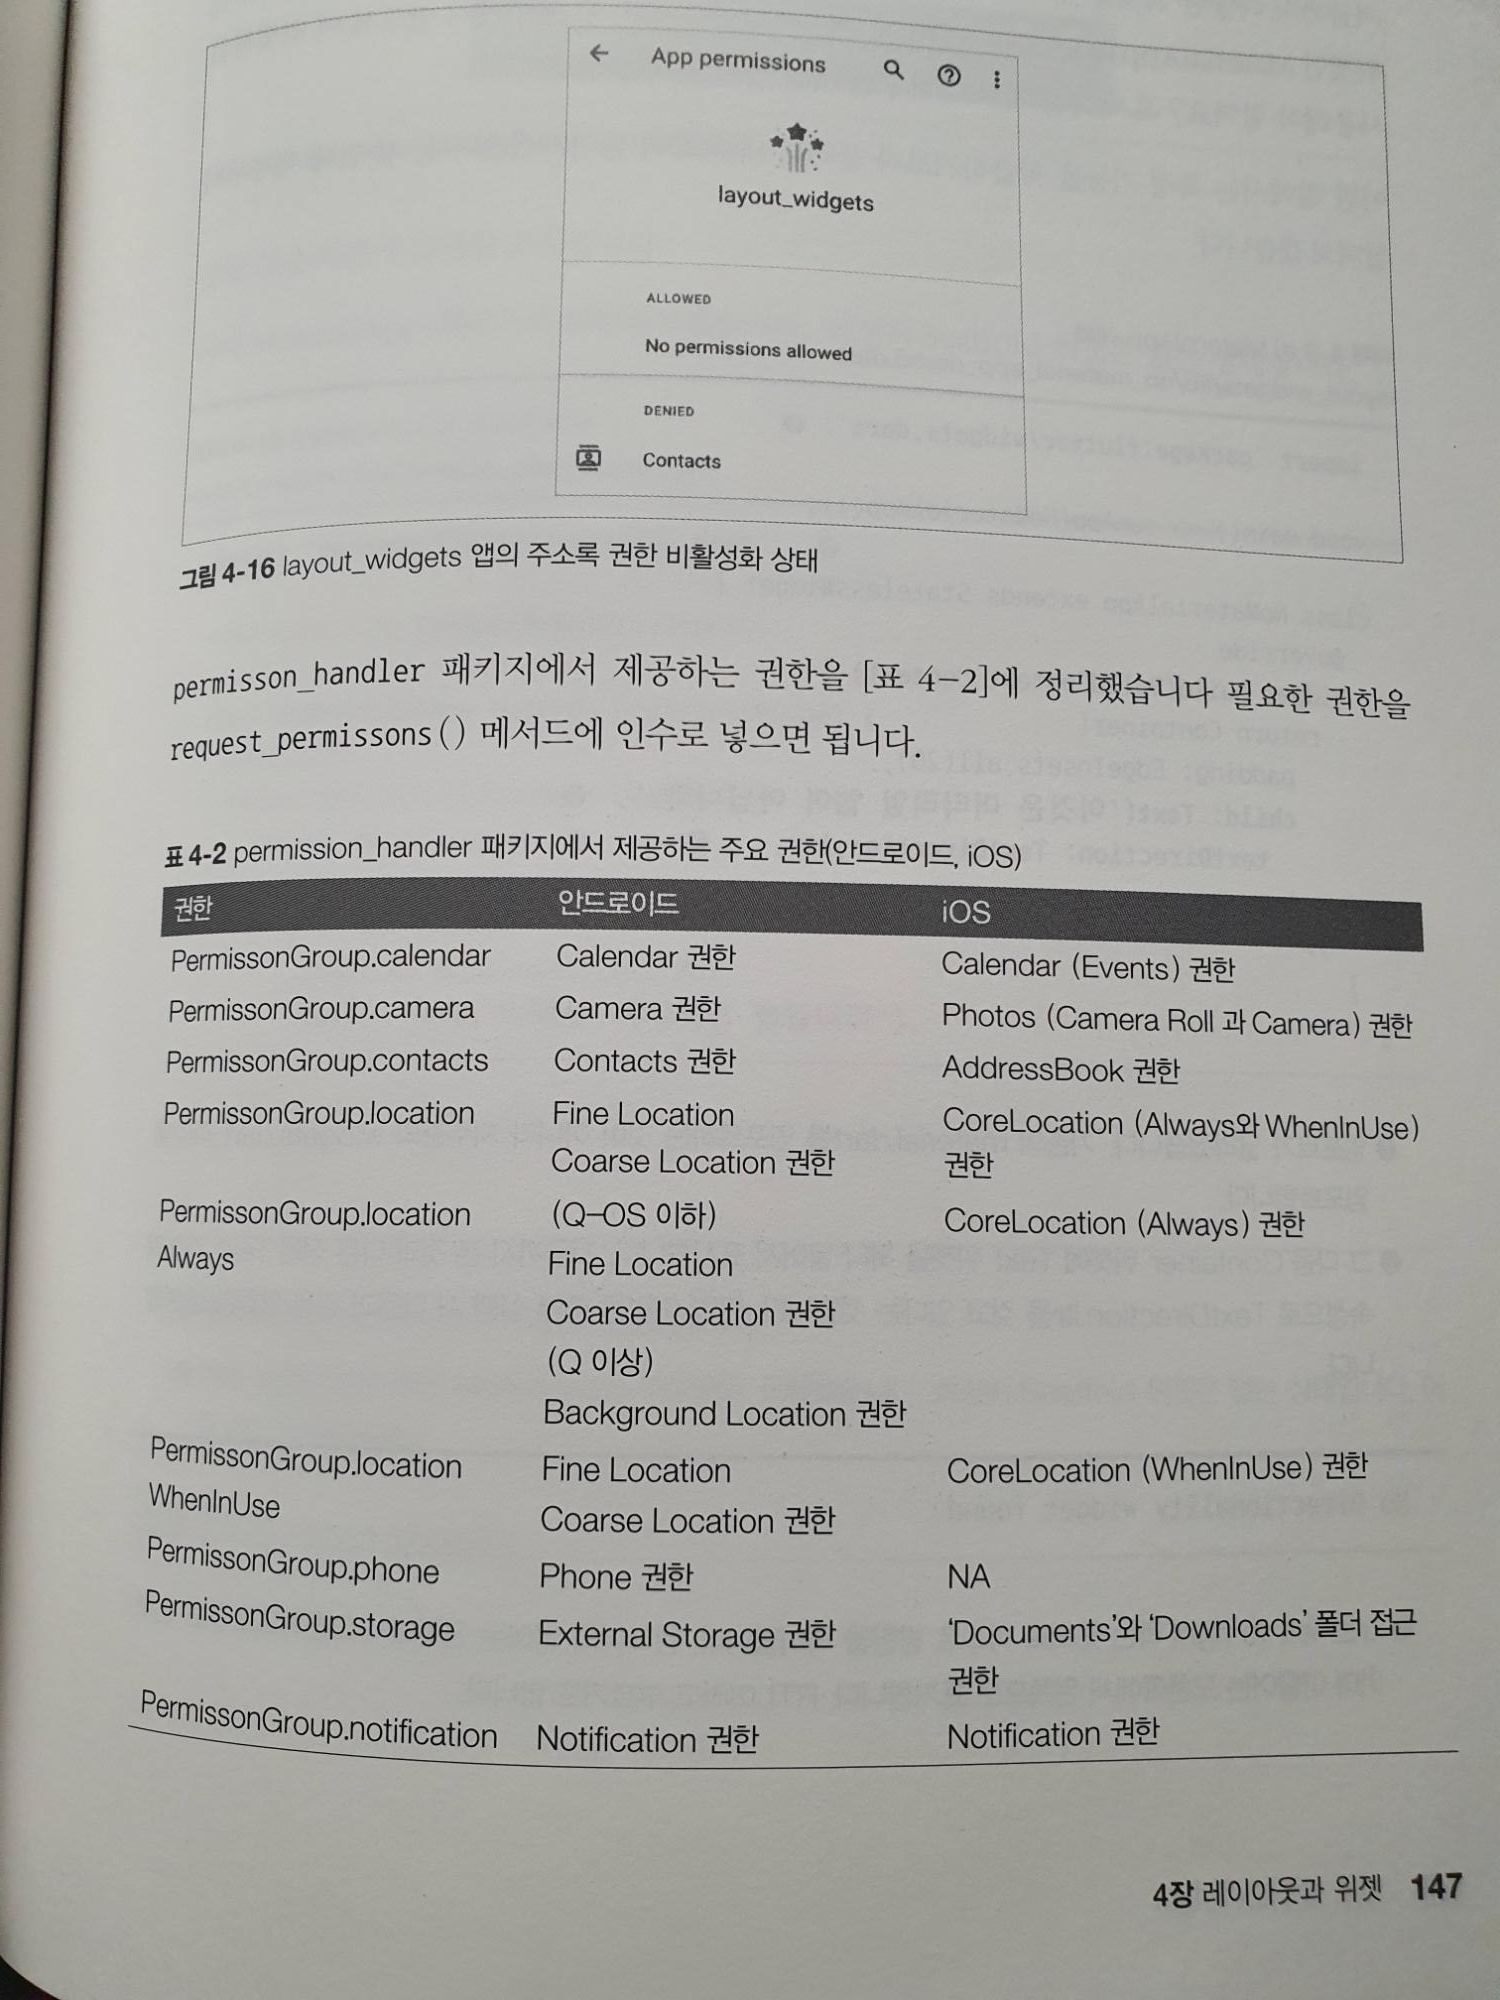 App permissions
layout_widgets
ALLOWED
No permissions allowed
DENIED
Contacts
그림 4-16 layout_widgets 앱의 주소록 권한 비활성화 상태
permisson_handler 패키지에서 제공하는 권한을 [표 4-2]에 정리했습니다 필요한 권한을
request_permissons() 메서드에 인수로 넣으면 됩니다.
표 4-2 permission_handler 패키지에서 제공하는 주요 권한(안드로이드, iOS)
권한 안드로이드 iOS
PermissonGroup.calendar Calendar 권한 Calendar (Events) 권한
PermissonGroup.camera Camera 권한 Photos (Camera Roll 과 Camera) 권한
PermissonGroup.contacts Contacts 권한 AddressBook 권한
PermissonGroup.location Fine Location CoreLocation (Always와 WhenInUse)
Coarse Location 권한 권한
PermissonGroup.location (Q-OS 이하) CoreLocation (Always) 권한
Always Fine Location
Coarse Location 권한
(Q 이상)
Background Location 권한
PermissonGroup.location Fine Location CoreLocation (WhenInUse) 권한
WhenInUse Coarse Location 권한
PermissonGroup.phone Phone 권한 NA
PermissonGroup.storage External Storage 권한 ‘Documents’와 ‘Downloads’ 폴더 접근
권한
PermissonGroup.notification Notification 권한 Notification 권한
4장 레이아웃과 위젯 147